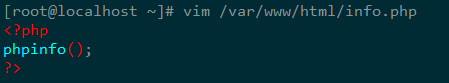 [root@localhost ~]# vim /var/www/html/info.php
<?php
phpinfo();
?>